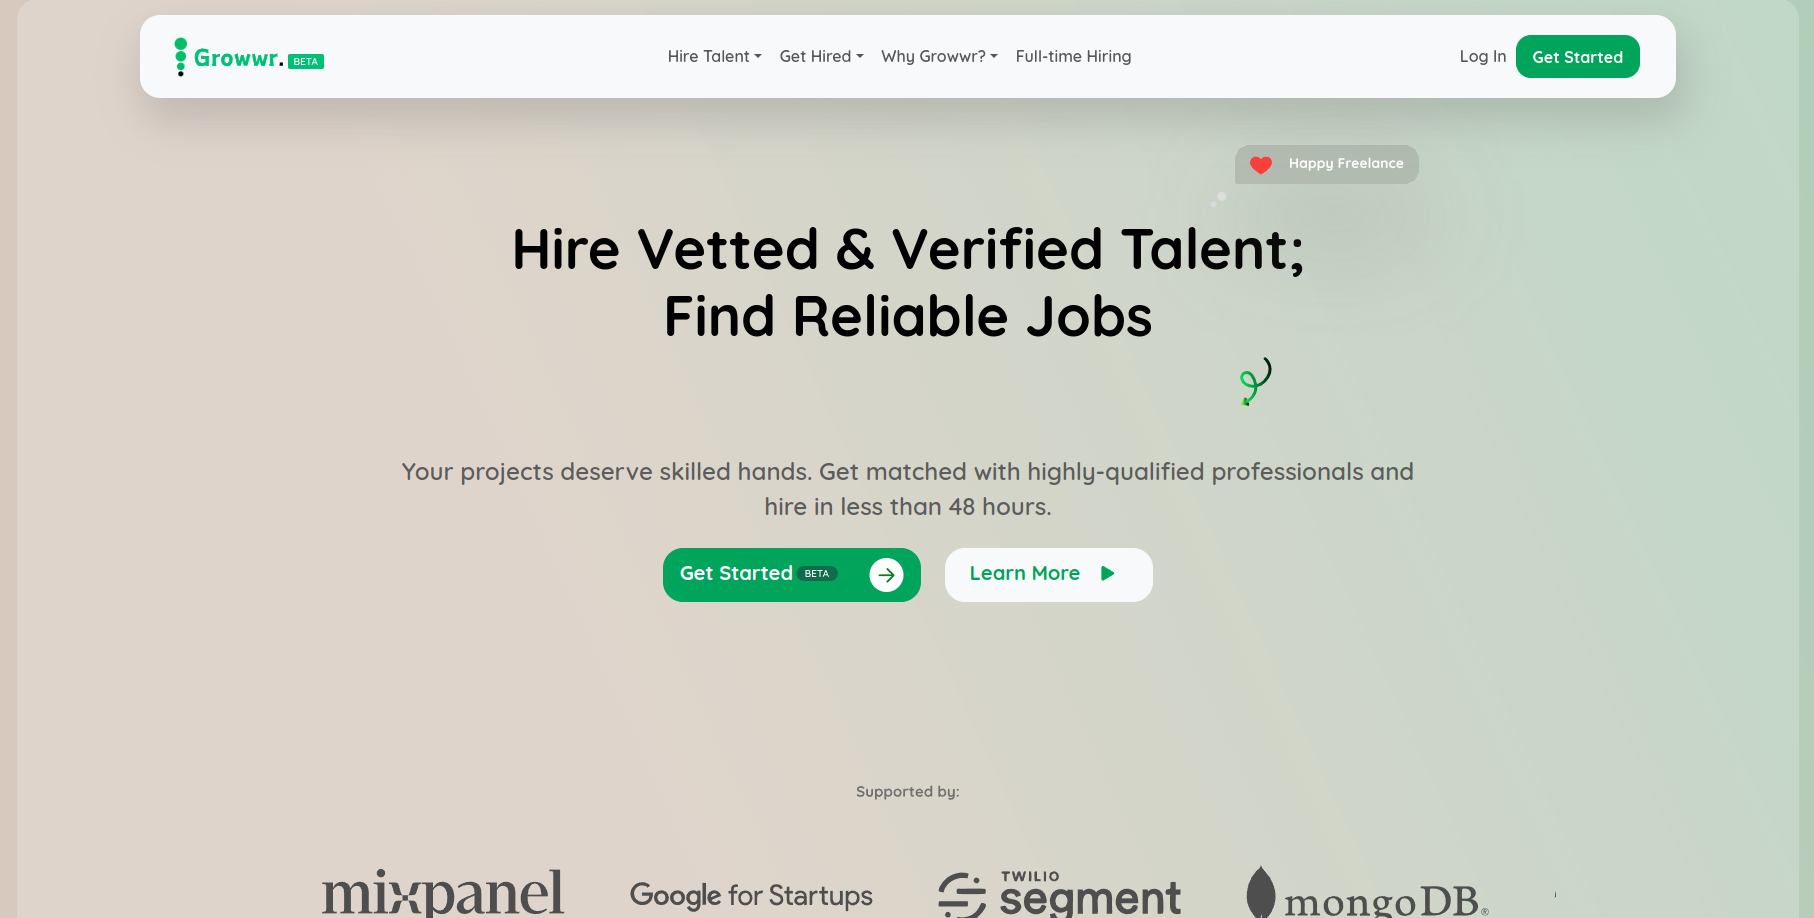 Growwr. BETA
Hire Talent Get Hired Why Growwr? Full-time Hiring
Log In Get Started
Happy Freelance
Hire Vetted & Verified Talent;
Find Reliable Jobs
Your projects deserve skilled hands. Get matched with highly-qualified professionals and
hire in less than 48 hours.
Get Started BETA
Learn More
Supported by:
mixpanel
Google for Startups
TWILIO
segment
mongoDB®